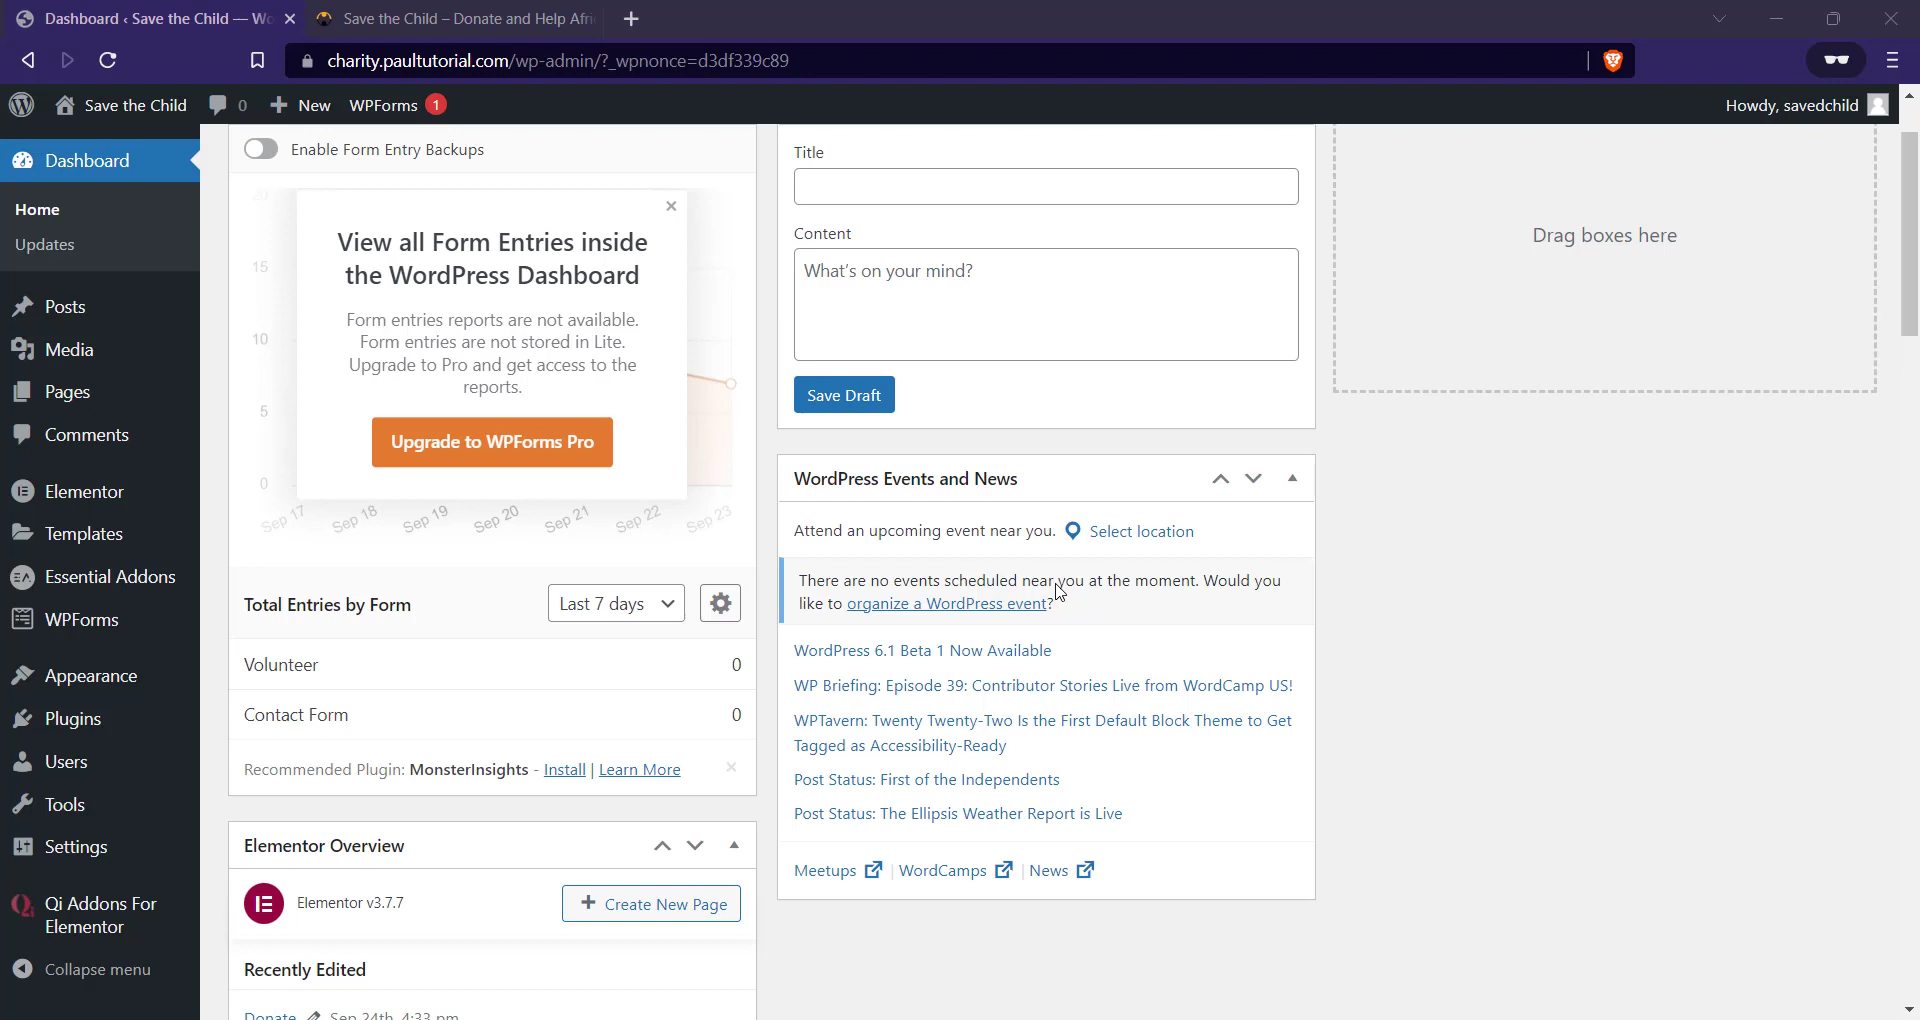 Dashboard ‹ Save the Child — Wo
Save the Child – Donate and Help Afri
charity.paultutorial.com/wp-admin/?_wpnonce=d3df339c89
Save the Child
0
New
WPForms 1
Howdy, savedchild
Dashboard
Home
Updates
Posts
Media
Pages
Comments
Elementor
Templates
Essential Addons
WPForms
Appearance
Plugins
Users
Tools
Settings
Qi Addons For
Elementor
Collapse menu
Enable Form Entry Backups
20
15
10
5
0
View all Form Entries inside
the WordPress Dashboard
Form entries reports are not available.
Form entries are not stored in Lite.
Upgrade to Pro and get access to the
reports.
Upgrade to WPForms Pro
Sep 17 Sep 18 Sep 19 Sep 20 Sep 21 Sep 22 Sep 23
Total Entries by Form
Last 7 days
Volunteer 0
Contact Form 0
Recommended Plugin: MonsterInsights - Install | Learn More
Elementor Overview
Elementor v3.7.7
+ Create New Page
Recently Edited
Donate Sep 24th, 4:33 pm
Title
Content
What's on your mind?
Save Draft
WordPress Events and News
Attend an upcoming event near you. Select location
There are no events scheduled near you at the moment. Would you
like to organize a WordPress event?
WordPress 6.1 Beta 1 Now Available
WP Briefing: Episode 39: Contributor Stories Live from WordCamp US!
WPTavern: Twenty Twenty-Two Is the First Default Block Theme to Get
Tagged as Accessibility-Ready
Post Status: First of the Independents
Post Status: The Ellipsis Weather Report is Live
Meetups | WordCamps | News
Drag boxes here